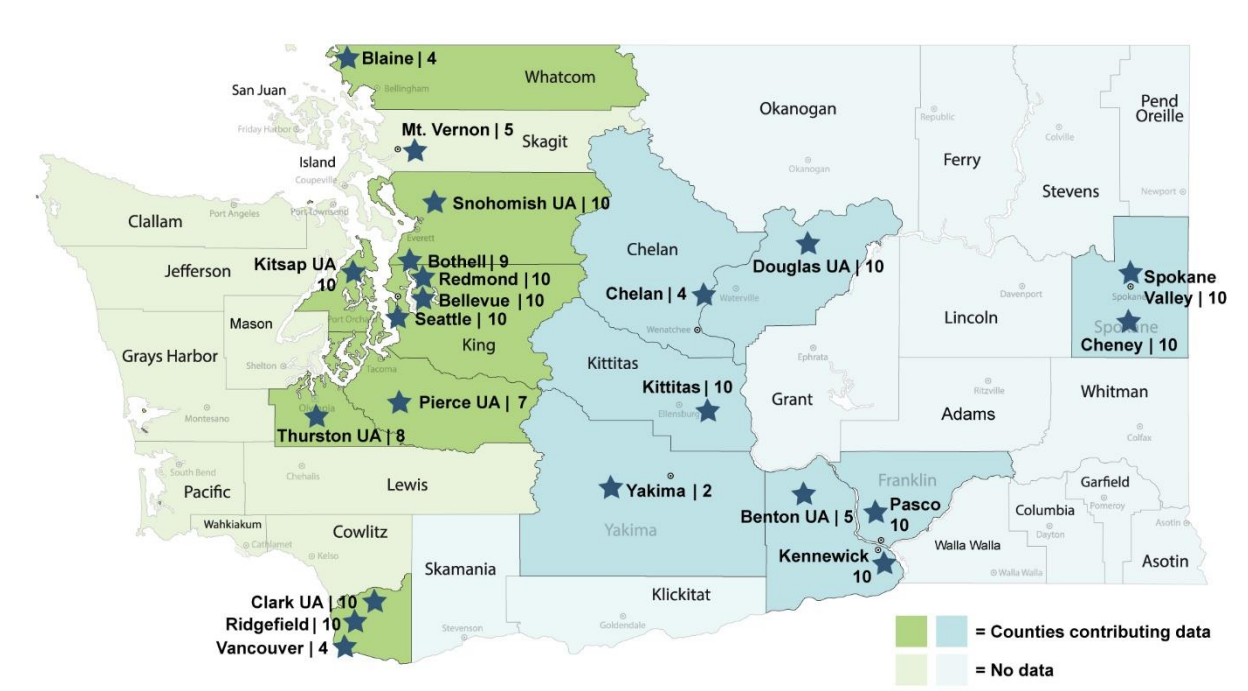 Blaine | 4
Whatcom
Bellingham
San Juan
Friday Harbor
Mt. Vernon | 5
Skagit
Okanogan
Republic
Pend
Oreille
Colville
Island
Coupeville
Okanogan
Ferry
Stevens
Newport
Snohomish UA | 10
Clallam
Port Angeles
Port Townsend
Everett
Chelan
Jefferson
Kitsap UA
10
Bothell | 9
Redmond | 10
Bellevue | 10
Seattle | 10
Douglas UA | 10
Chelan | 4
Waterville
Spokane
Valley | 10
Spokane
Davenport
Port Orchard
Mason
Wenatchee
Lincoln
Spokane
Cheney | 10
King
Grays Harbor
Shelton
Tacoma
Kittitas
Ephrata
Kittitas | 10
Ellensburg
Grant
Ritzville
Adams
Whitman
Montesano
Olympia
Pierce UA | 7
Thurston UA | 8
Colfax
South Bend
Chehalis
Pacific
Lewis
Yakima | 2
Yakima
Franklin
Benton UA | 5
Pasco
10
Garfield
Pomeroy
Columbia
Dayton
Asotin
Wahkiakum
Cathlamet
Cowlitz
Kelso
Skamania
Kennewick
10
Walla Walla
Walla Walla
Asotin
Clark UA | 10
Ridgefield | 10
Vancouver | 4
Stevenson
Klickitat
Goldendale
= Counties contributing data
= No data